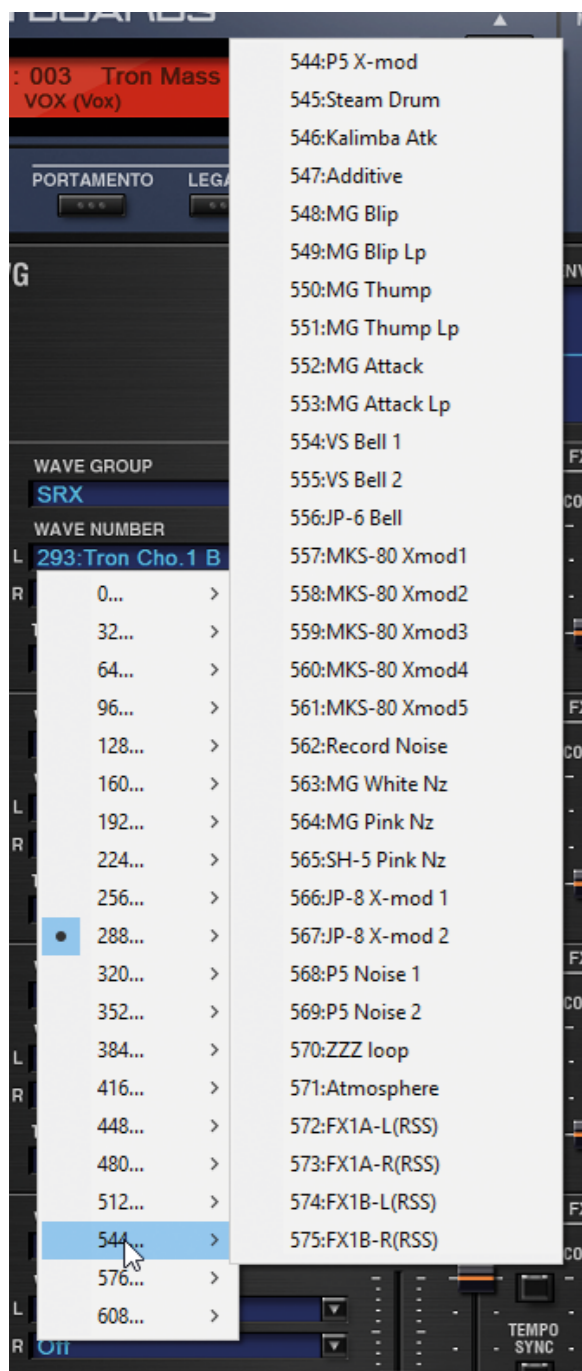 : 003 Tron Mass
VOX (Vox)
PORTAMENTO
WAVE GROUP
SRX
WAVE NUMBER
L 293:Tron Cho.1 B
R
0...
32...
64...
96...
128...
160...
192...
224...
256...
288...
320...
352...
384...
416...
448...
480...
512...
544...
576...
608...
L
R
L
R
L
R Off
544:P5 X-mod
545:Steam Drum
546:Kalimba Atk
547:Additive
548:MG Blip
549:MG Blip Lp
550:MG Thump
551:MG Thump Lp
552:MG Attack
553:MG Attack Lp
554:VS Bell 1
555:VS Bell 2
556:JP-6 Bell
557:MKS-80 Xmod1
558:MKS-80 Xmod2
559:MKS-80 Xmod3
560:MKS-80 Xmod4
561:MKS-80 Xmod5
562:Record Noise
563:MG White Nz
564:MG Pink Nz
565:SH-5 Pink Nz
566:JP-8 X-mod 1
567:JP-8 X-mod 2
568:P5 Noise 1
569:P5 Noise 2
570:ZZZ loop
571:Atmosphere
572:FX1A-L(RSS)
573:FX1A-R(RSS)
574:FX1B-L(RSS)
575:FX1B-R(RSS)
TEMPO
SYNC